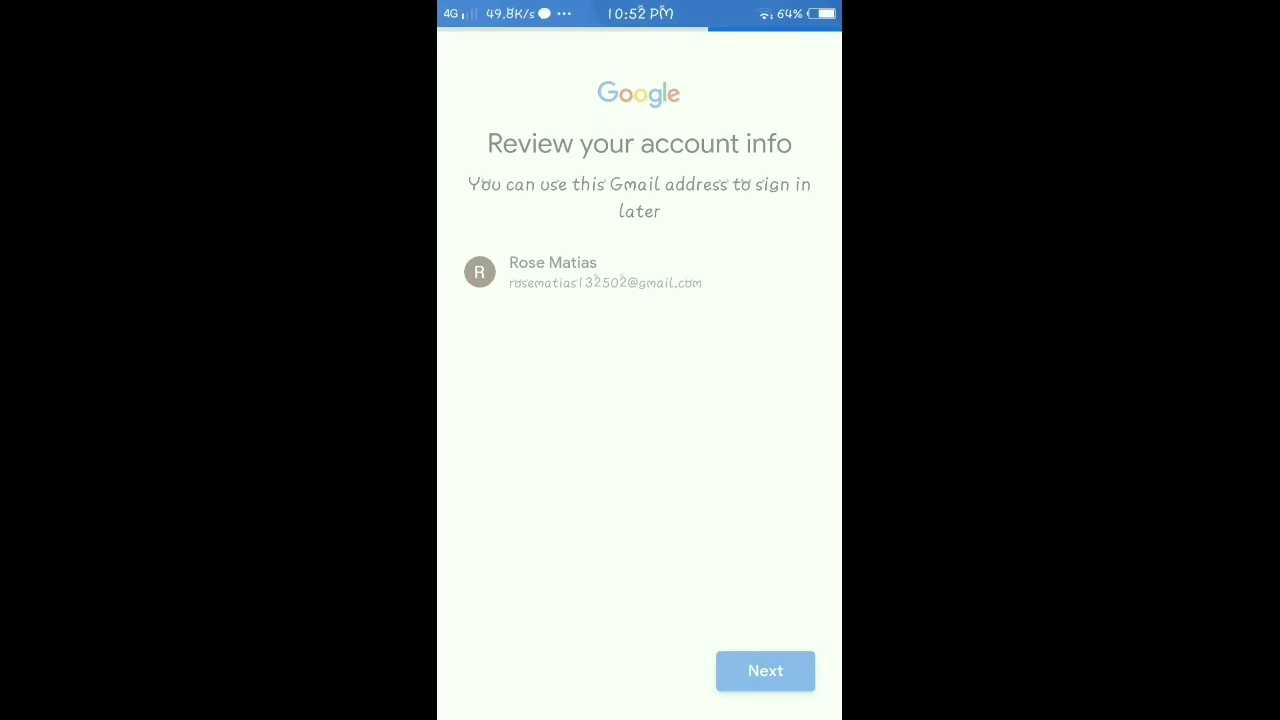 4G 49.8K/s ... 10:52 PM 64%
Google
Review your account info
You can use this Gmail address to sign in
later
R
Rose Matias
rosematias132502@gmail.com
Next